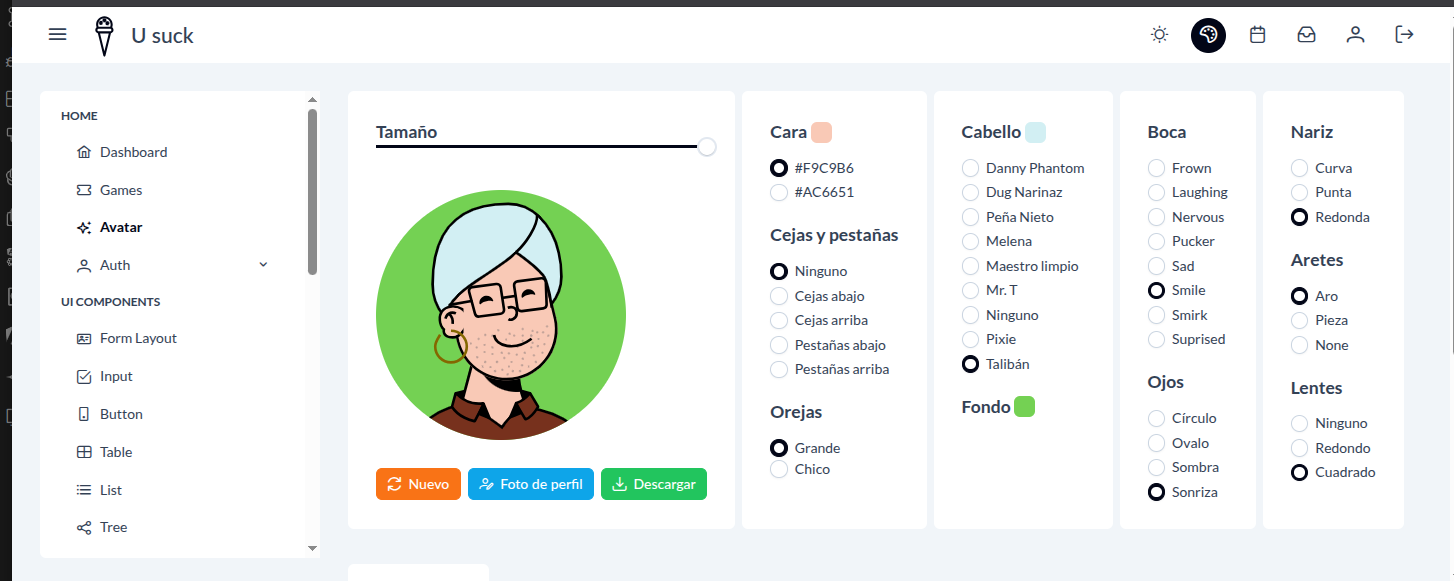 U suck
HOME
Dashboard
Games
Avatar
Auth
UI COMPONENTS
Form Layout
Input
Button
Table
List
Tree
Tamaño
Nuevo
Foto de perfil
Descargar
Cara
#F9C9B6
#AC6651
Cejas y pestañas
Ninguno
Cejas abajo
Cejas arriba
Pestañas abajo
Pestañas arriba
Orejas
Grande
Chico
Cabello
Danny Phantom
Dug Narinaz
Peña Nieto
Melena
Maestro limpio
Mr. T
Ninguno
Pixie
Talibán
Fondo
Boca
Frown
Laughing
Nervous
Pucker
Sad
Smile
Smirk
Suprised
Ojos
Círculo
Ovalo
Sombra
Sonriza
Nariz
Curva
Punta
Redonda
Aretes
Aro
Pieza
None
Lentes
Ninguno
Redondo
Cuadrado